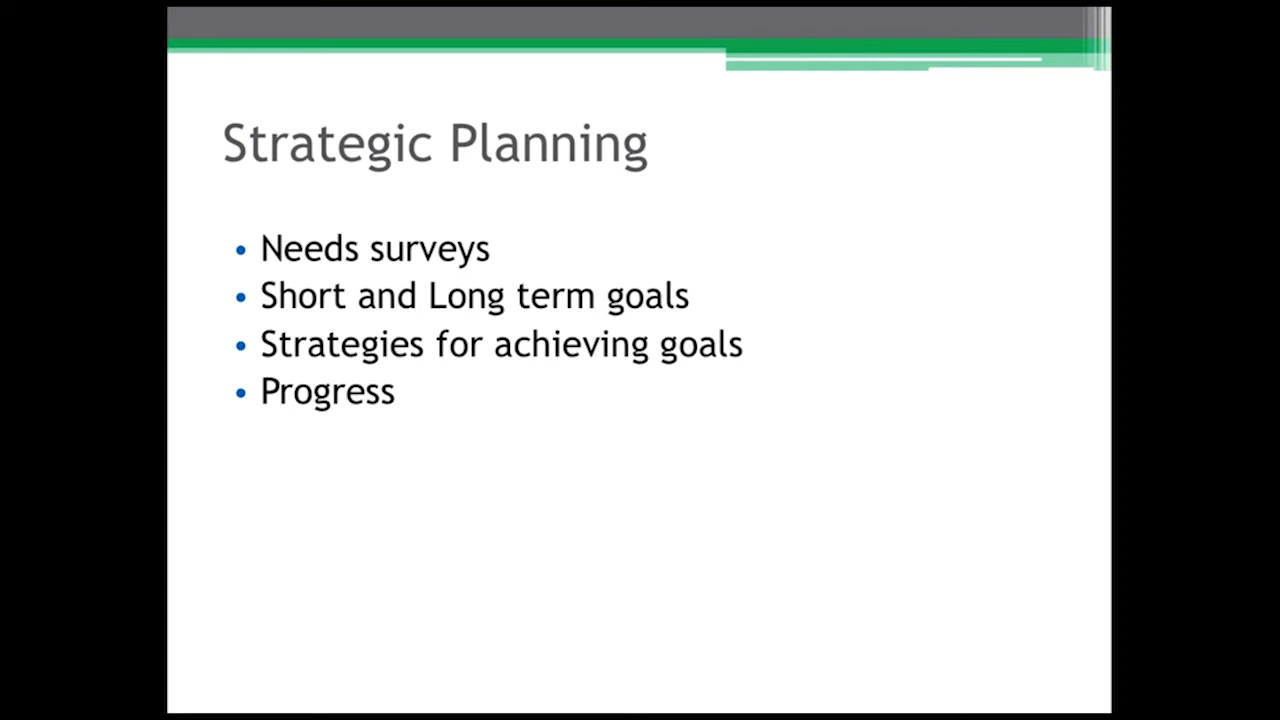 Strategic Planning
• Needs surveys
• Short and Long term goals
• Strategies for achieving goals
• Progress